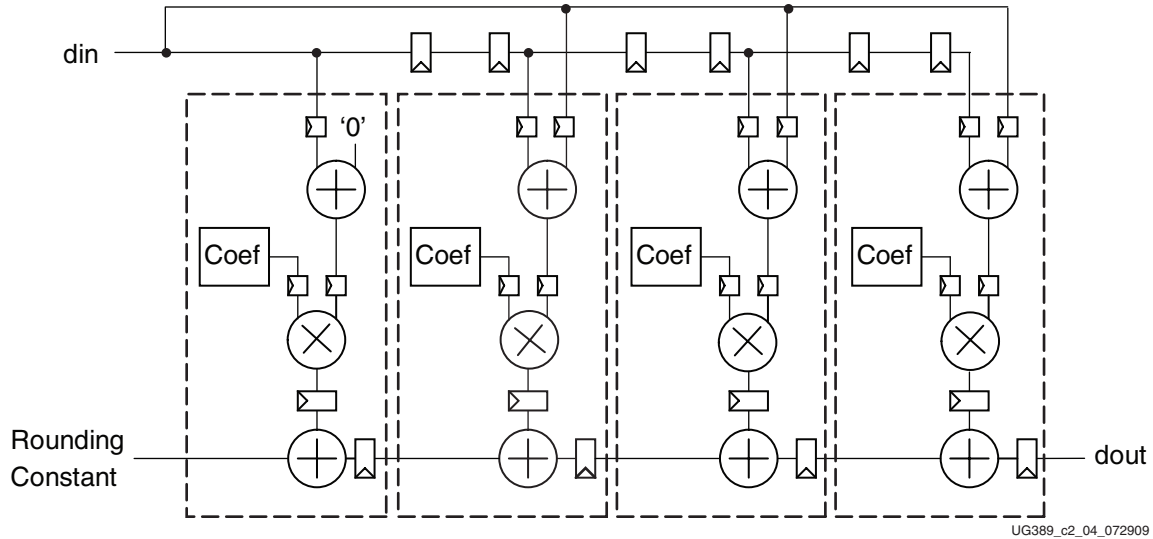 din
‘0’
Coef
Coef
Coef
Coef
Rounding
Constant
dout
UG389_c2_04_072909